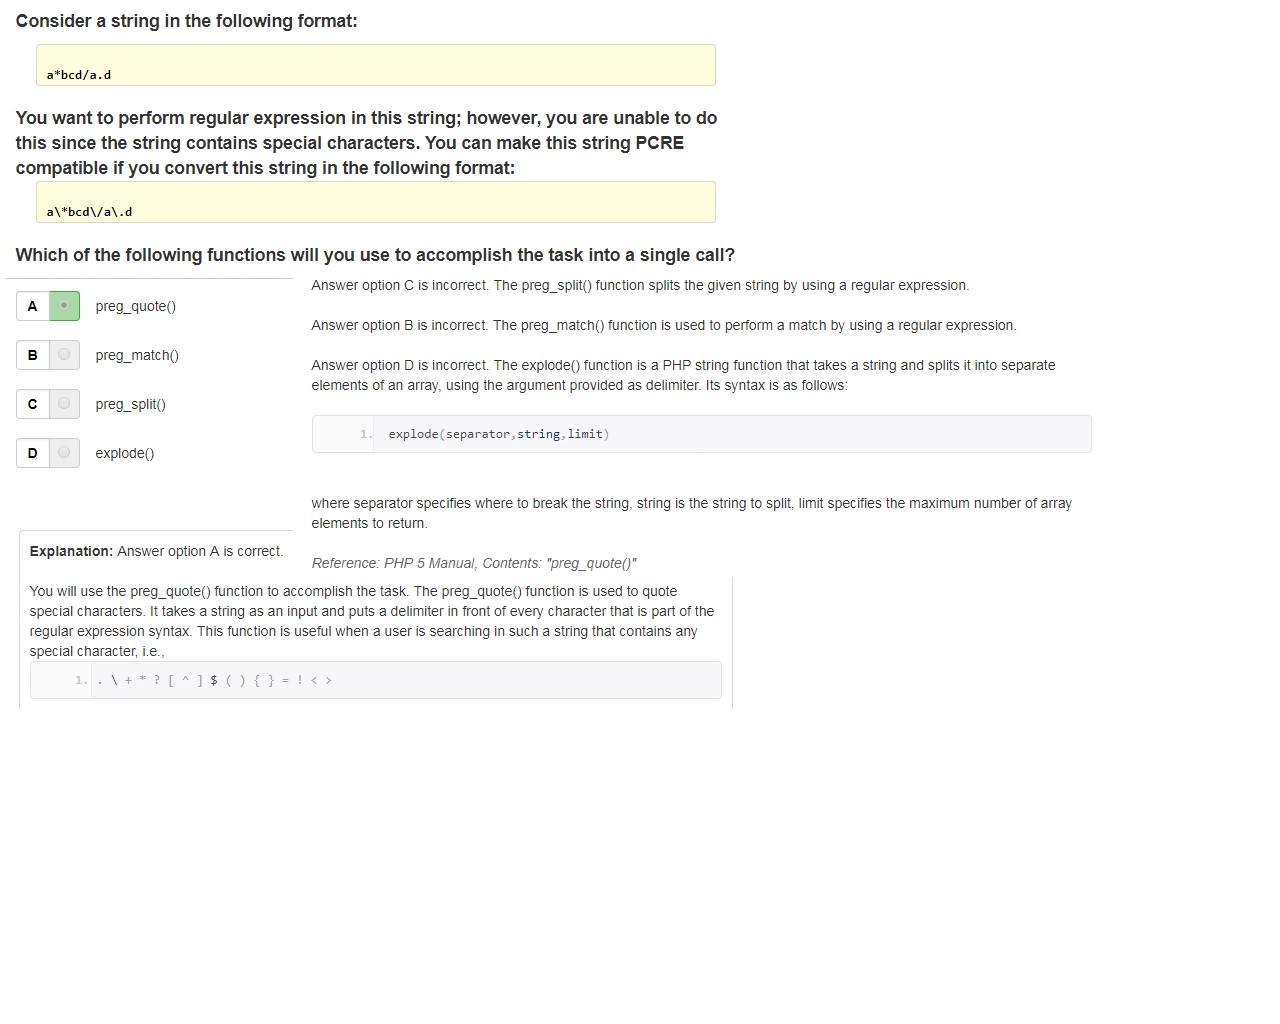 Consider a string in the following format:
a*bcd/a.d
You want to perform regular expression in this string; however, you are unable to do
this since the string contains special characters. You can make this string PCRE
compatible if you convert this string in the following format:
a\*bcd\/a\.d
Which of the following functions will you use to accomplish the task into a single call?
A preg_quote()
B preg_match()
C preg_split()
D explode()
Answer option C is incorrect. The preg_split() function splits the given string by using a regular expression.
Answer option B is incorrect. The preg_match() function is used to perform a match by using a regular expression.
Answer option D is incorrect. The explode() function is a PHP string function that takes a string and splits it into separate
elements of an array, using the argument provided as delimiter. Its syntax is as follows:
1. explode(separator,string,limit)
where separator specifies where to break the string, string is the string to split, limit specifies the maximum number of array
elements to return.
Reference: PHP 5 Manual, Contents: "preg_quote()"
Explanation: Answer option A is correct.
You will use the preg_quote() function to accomplish the task. The preg_quote() function is used to quote
special characters. It takes a string as an input and puts a delimiter in front of every character that is part of the
regular expression syntax. This function is useful when a user is searching in such a string that contains any
special character, i.e.,
1. . \ + * ? [ ^ ] $ ( ) { } = ! < >